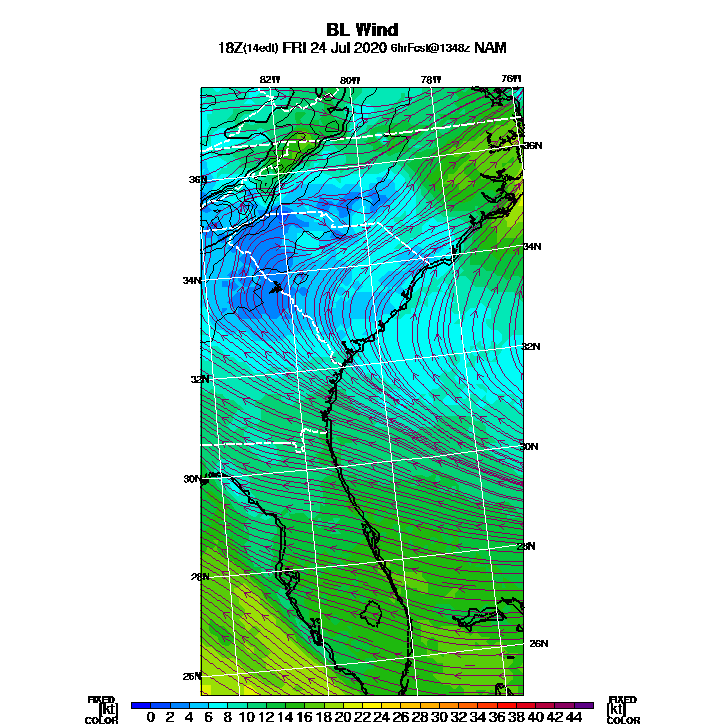 BL Wind
18Z(14edt) FRI 24 Jul 2020 6hrFcst@1348z NAM
82W 80W 78W 76W
36N
36N
34N
34N
32N
32N
30N
30N
28N
28N
26N
26N
FIXED FIXED
[kt] 0 2 4 6 8 10 12 14 16 18 20 22 24 26 28 30 32 34 36 38 40 42 44 [kt]
COLOR COLOR